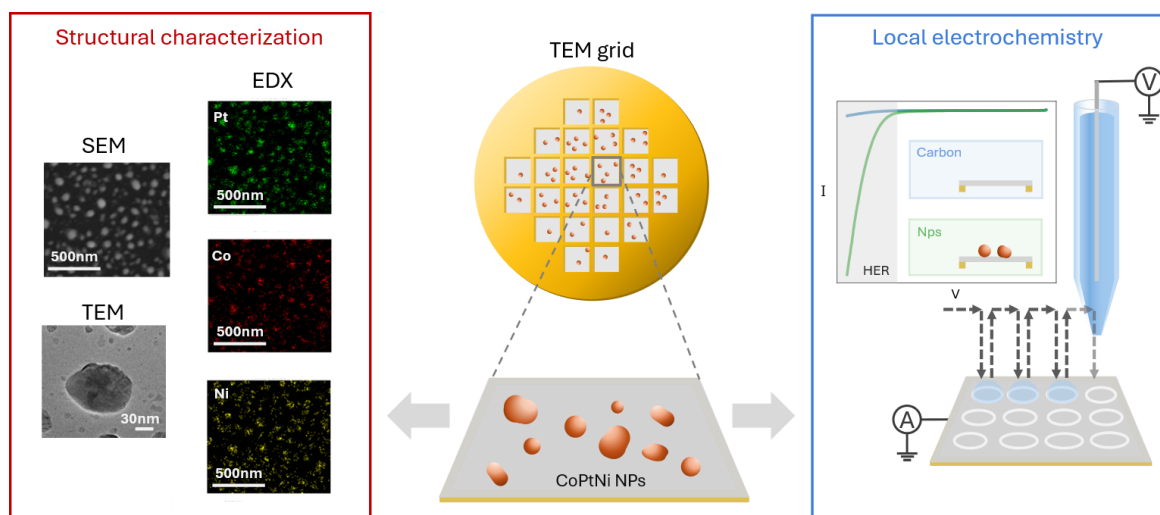 Structural characterization
EDX
SEM
500nm
TEM
30nm
Pt
500nm
Co
500nm
Ni
500nm
TEM grid
CoPtNi NPs
Local electrochemistry
V
I
Carbon
Nps
HER
V
A